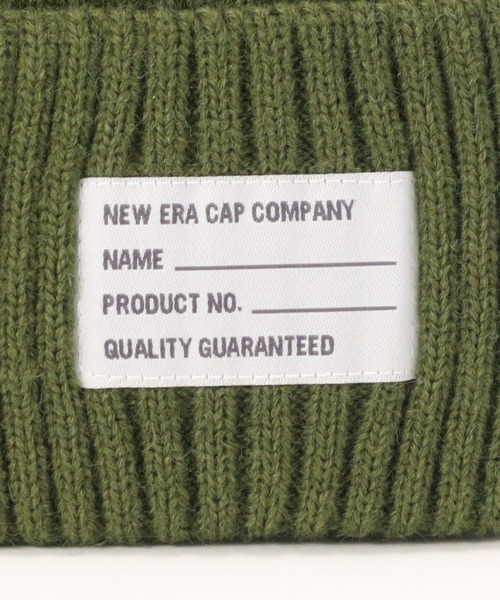 NEW ERA CAP COMPANY
NAME
PRODUCT NO.
QUALITY GUARANTEED